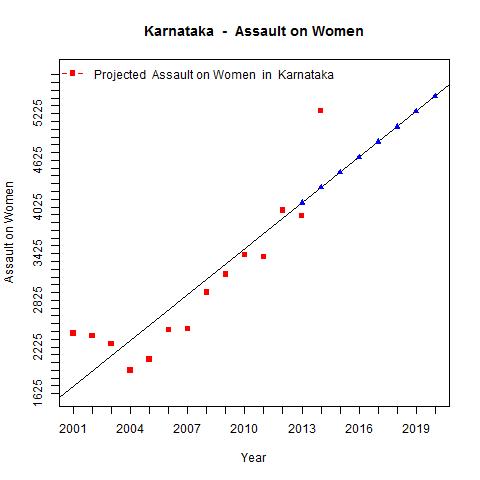 Karnataka - Assault on Women
Projected Assault on Women in Karnataka
Assault on Women
5225
4625
4025
3425
2825
2225
1625
2001 2004 2007 2010 2013 2016 2019
Year